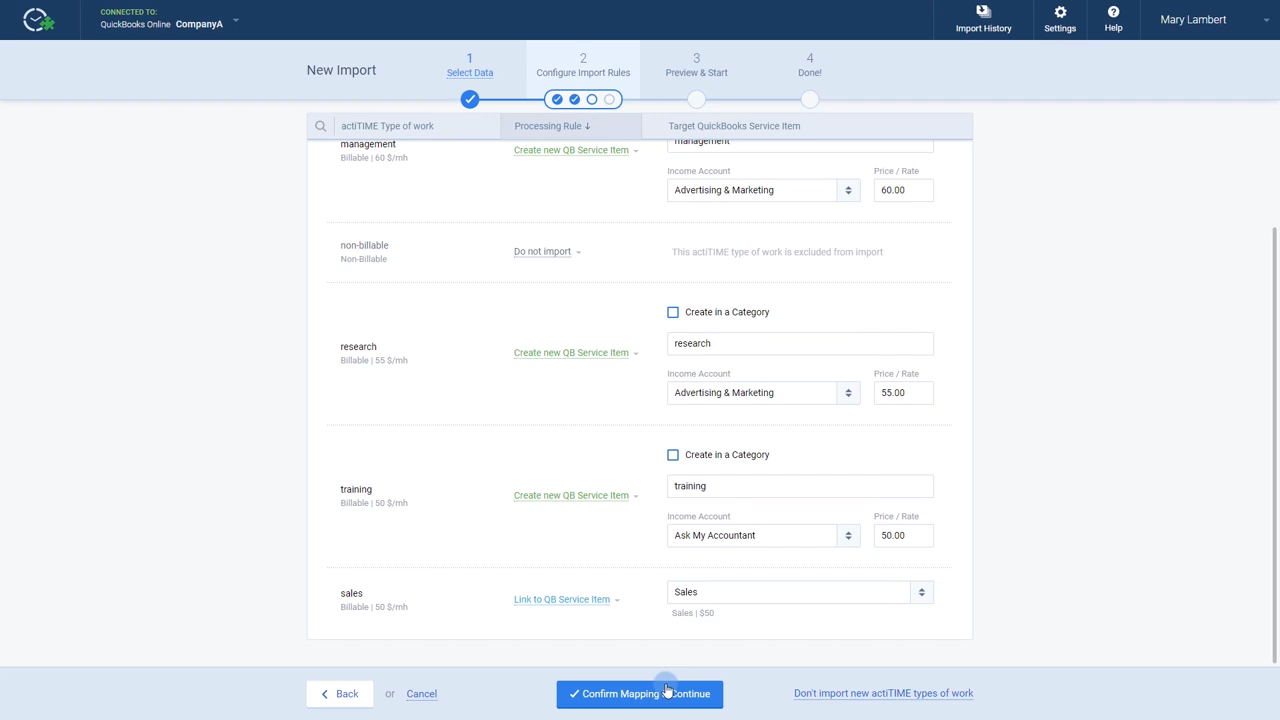 CONNECTED TO:
QuickBooks Online CompanyA
Import History
Settings
Help
Mary Lambert
New Import
1
Select Data
2
Configure Import Rules
3
Preview & Start
4
Done!
actiTIME Type of work
Processing Rule ↓
Target QuickBooks Service Item
management
Billable | 60 $/mh
Create new QB Service Item
management
Income Account
Price / Rate
Advertising & Marketing
60.00
non-billable
Non-Billable
Do not import
This actiTIME type of work is excluded from import
Create in a Category
research
Billable | 55 $/mh
Create new QB Service Item
research
Income Account
Price / Rate
Advertising & Marketing
55.00
Create in a Category
training
Billable | 50 $/mh
Create new QB Service Item
training
Income Account
Price / Rate
Ask My Accountant
50.00
sales
Billable | 50 $/mh
Link to QB Service Item
Sales
Sales | $50
Back
or
Cancel
Confirm Mapping Continue
Don't import new actiTIME types of work